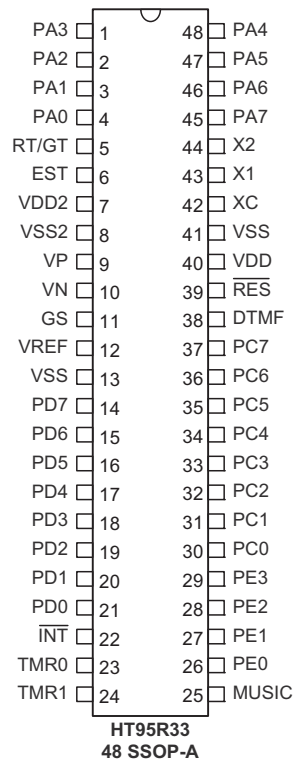 PA3 1 48 PA4
PA2 2 47 PA5
PA1 3 46 PA6
PA0 4 45 PA7
RT/GT 5 44 X2
EST 6 43 X1
VDD2 7 42 XC
VSS2 8 41 VSS
VP 9 40 VDD
VN 10 39 RES
GS 11 38 DTMF
VREF 12 37 PC7
VSS 13 36 PC6
PD7 14 35 PC5
PD6 15 34 PC4
PD5 16 33 PC3
PD4 17 32 PC2
PD3 18 31 PC1
PD2 19 30 PC0
PD1 20 29 PE3
PD0 21 28 PE2
INT 22 27 PE1
TMR0 23 26 PE0
TMR1 24 25 MUSIC
HT95R33
48 SSOP-A